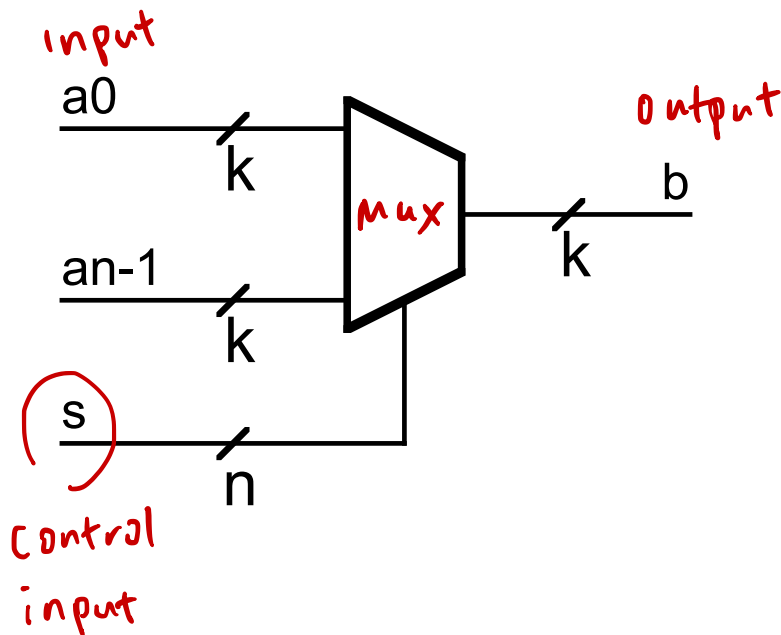 input
a0
k
output
mux
b
k
an-1
k
s
n
control
input